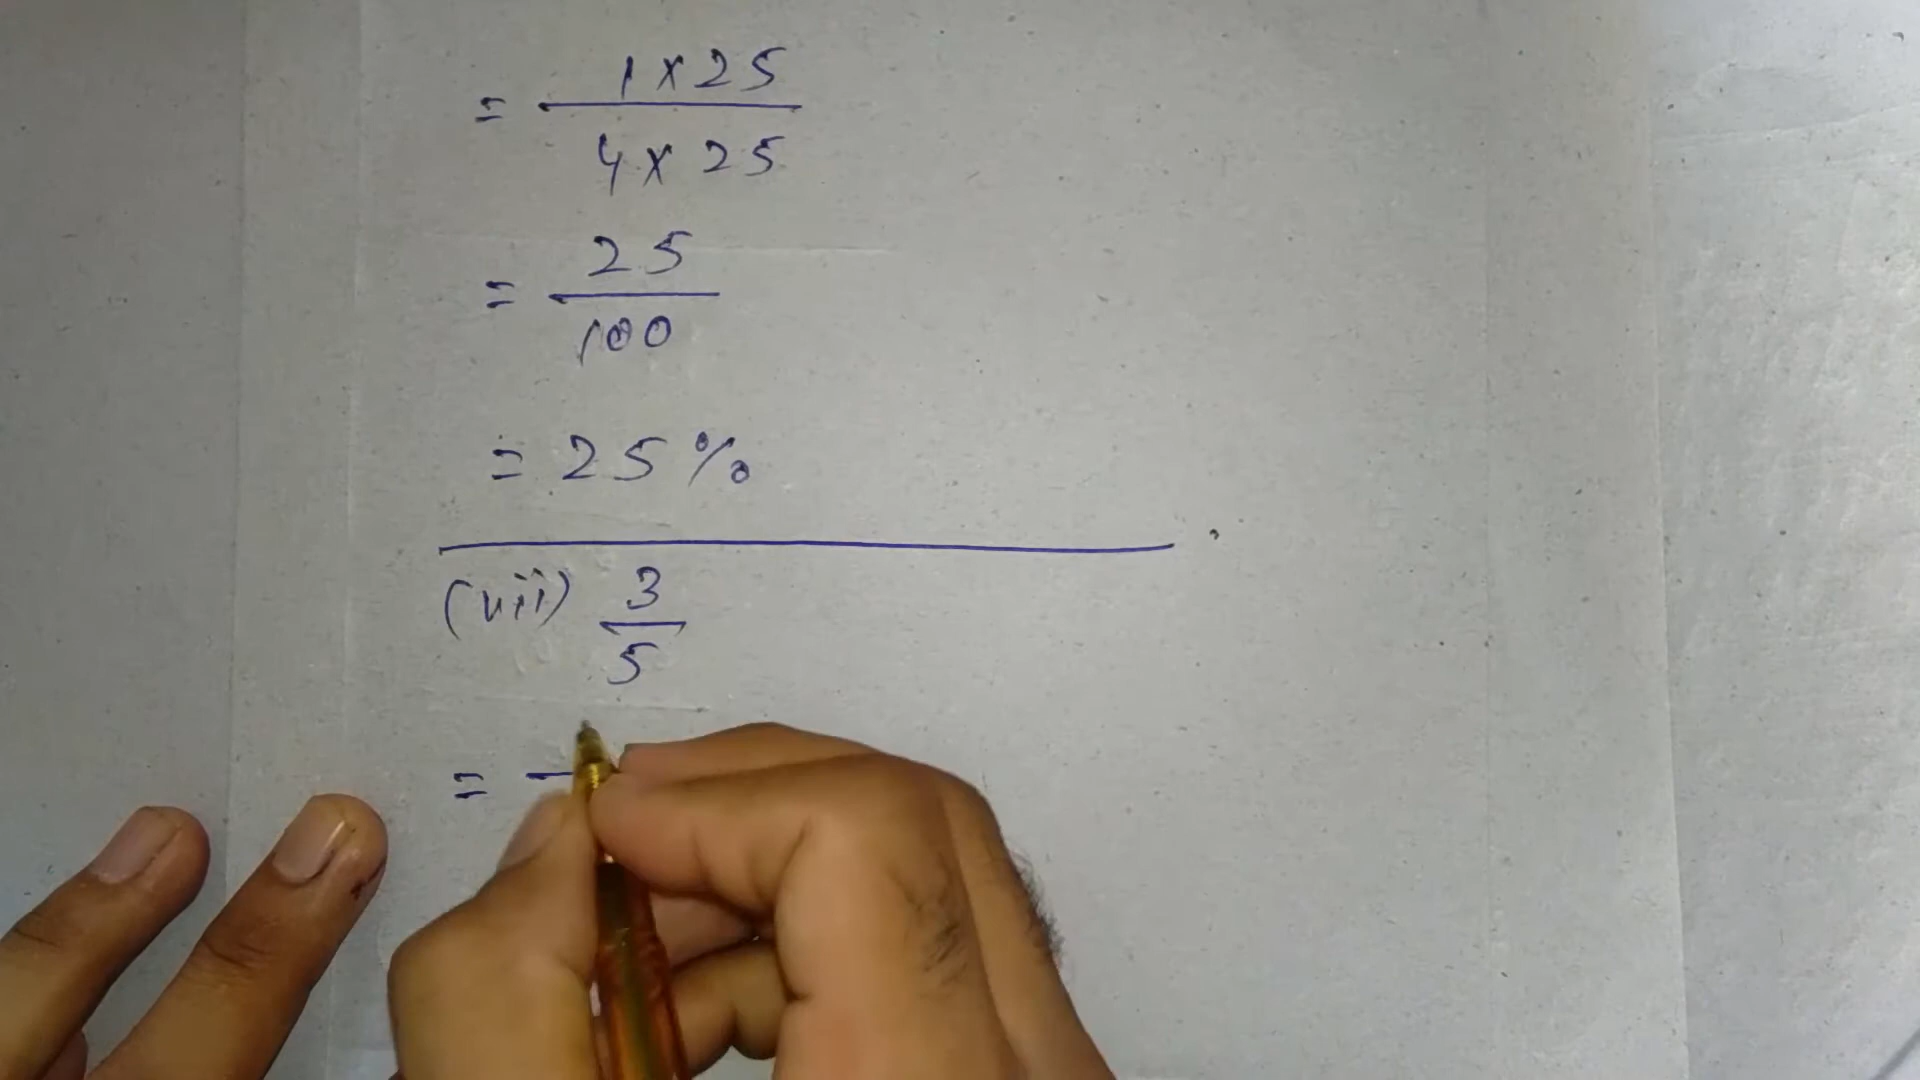 = 1 x 25 / 4 x 25
= 25 / 100
= 25 %
(vii) 3 / 5
=